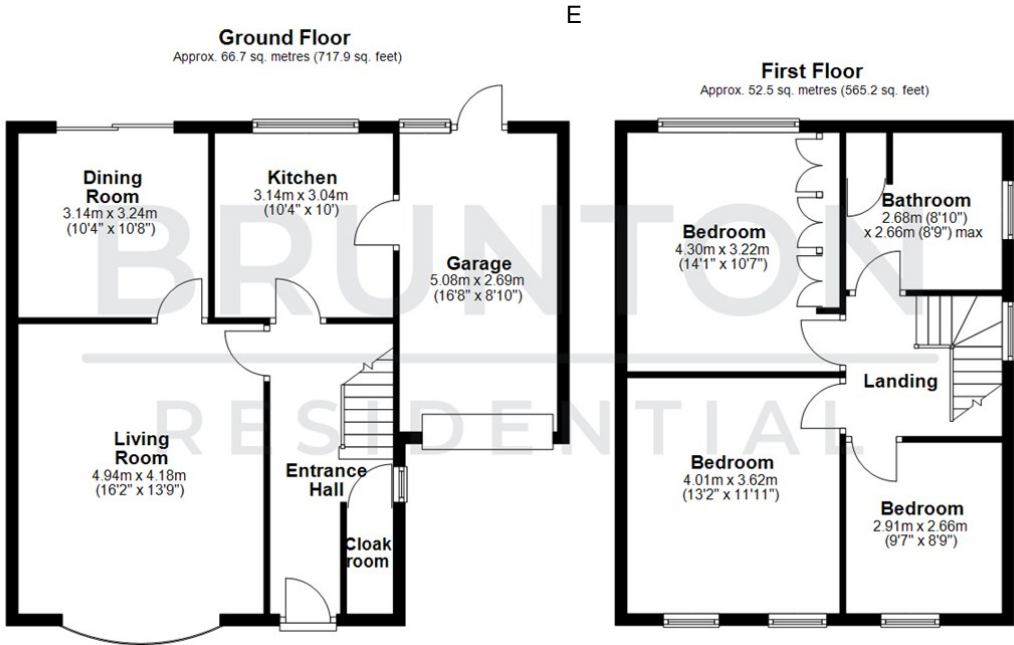 E
Ground Floor
Approx. 66.7 sq. metres (717.9 sq. feet)
First Floor
Approx. 52.5 sq. metres (565.2 sq. feet)
Dining
Room
3.14m x 3.24m
(10'4" x 10'8")
Kitchen
3.14m x 3.04m
(10'4" x 10')
Garage
5.08m x 2.69m
(16'8" x 8'10")
Living
Room
4.94m x 4.18m
(16'2" x 13'9")
Entrance
Hall
Cloak
room
Bedroom
4.30m x 3.22m
(14'1" x 10'7")
Bathroom
2.68m (8'10")
x 2.66m (8'9") max
Landing
Bedroom
4.01m x 3.62m
(13'2" x 11'11")
Bedroom
2.91m x 2.66m
(9'7" x 8'9")
BRUNTON
RESIDENTIAL